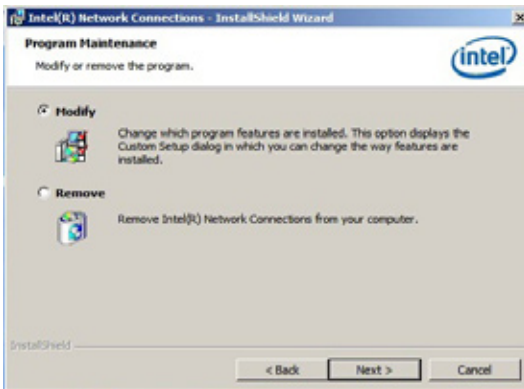 Intel(R) Network Connections - InstallShield Wizard
Program Maintenance
Modify or remove the program.
intel
Modify
Change which program features are installed. This option displays the
Custom Setup dialog in which you can change the way features are
installed.
Remove
Remove Intel(R) Network Connections from your computer.
InstallShield
< Back
Next >
Cancel